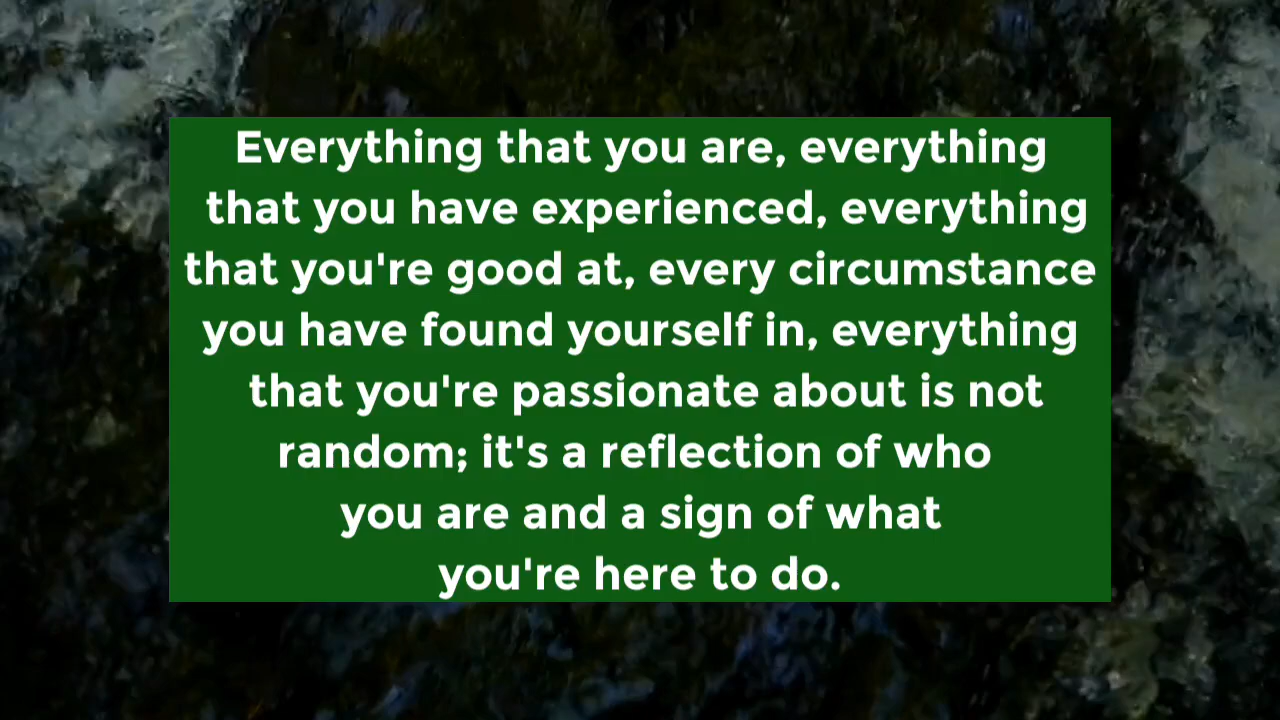 Everything that you are, everything
that you have experienced, everything
that you're good at, every circumstance
you have found yourself in, everything
that you're passionate about is not
random; it's a reflection of who
you are and a sign of what
you're here to do.